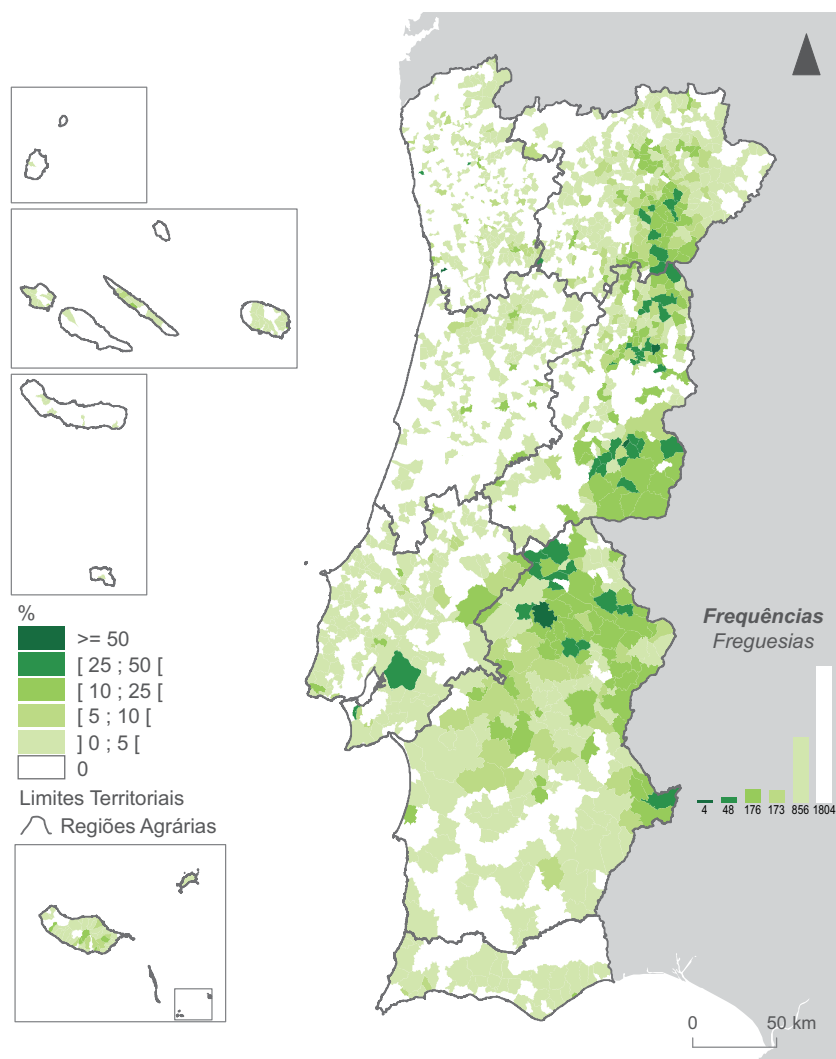 %
>= 50
[ 25 ; 50 [
[ 10 ; 25 [
[ 5 ; 10 [
] 0 ; 5 [
0
Limites Territoriais
Regiões Agrárias
Frequências
Freguesias
4 48 176 173 856 1804
0 50 km